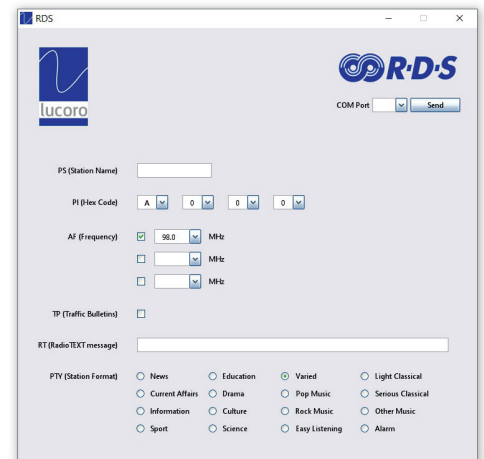 RDS
lucoro
R·D·S
COM Port Send
PS (Station Name)
PI (Hex Code) A 0 0 0
AF (Frequency) 98.0 MHz
MHz
MHz
TP (Traffic Bulletins)
RT (RadioTEXT message)
PTY (Station Format) News Education Varied Light Classical
Current Affairs Drama Pop Music Serious Classical
Information Culture Rock Music Other Music
Sport Science Easy Listening Alarm